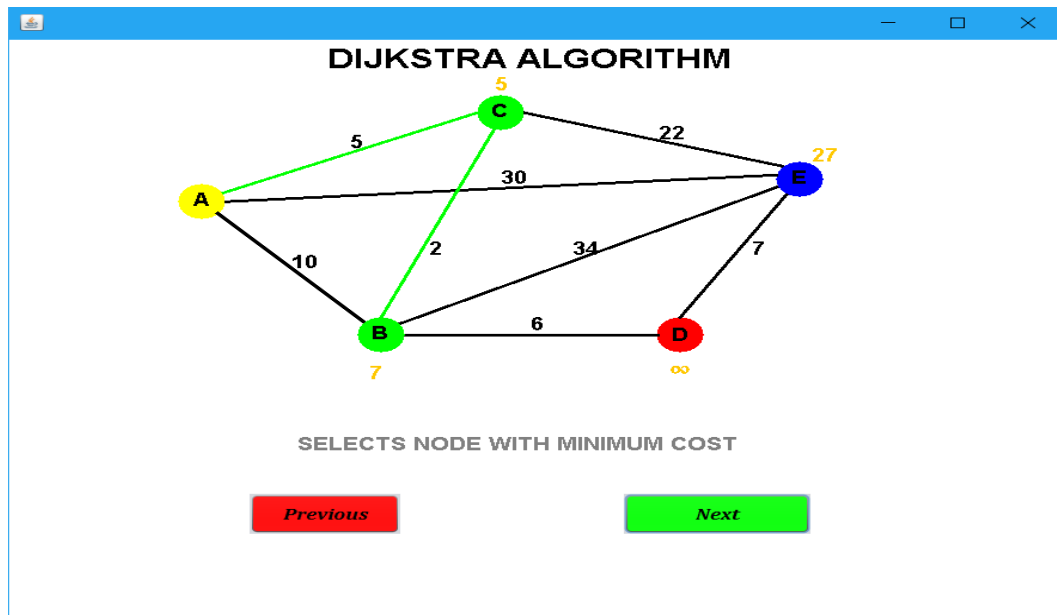 DIJKSTRA ALGORITHM
5
C
22
5
27
30
E
A
2
34
7
10
6
B
D
7
∞
SELECTS NODE WITH MINIMUM COST
Previous
Next